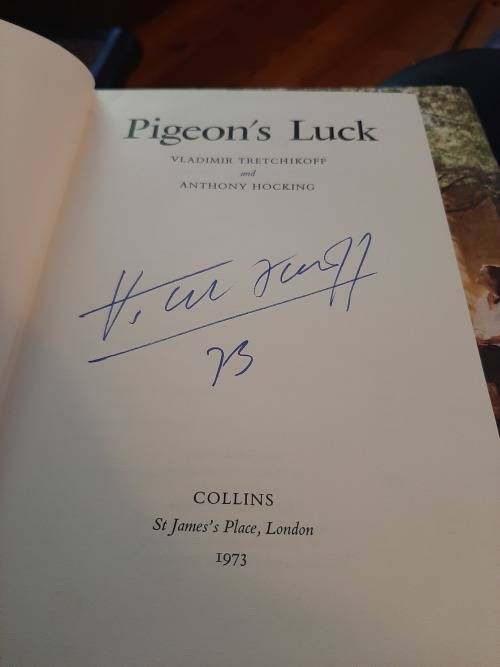 Pigeon's Luck
VLADIMIR TRETCHIKOFF
and
ANTHONY HOCKING
73
COLLINS
St James's Place, London
1973